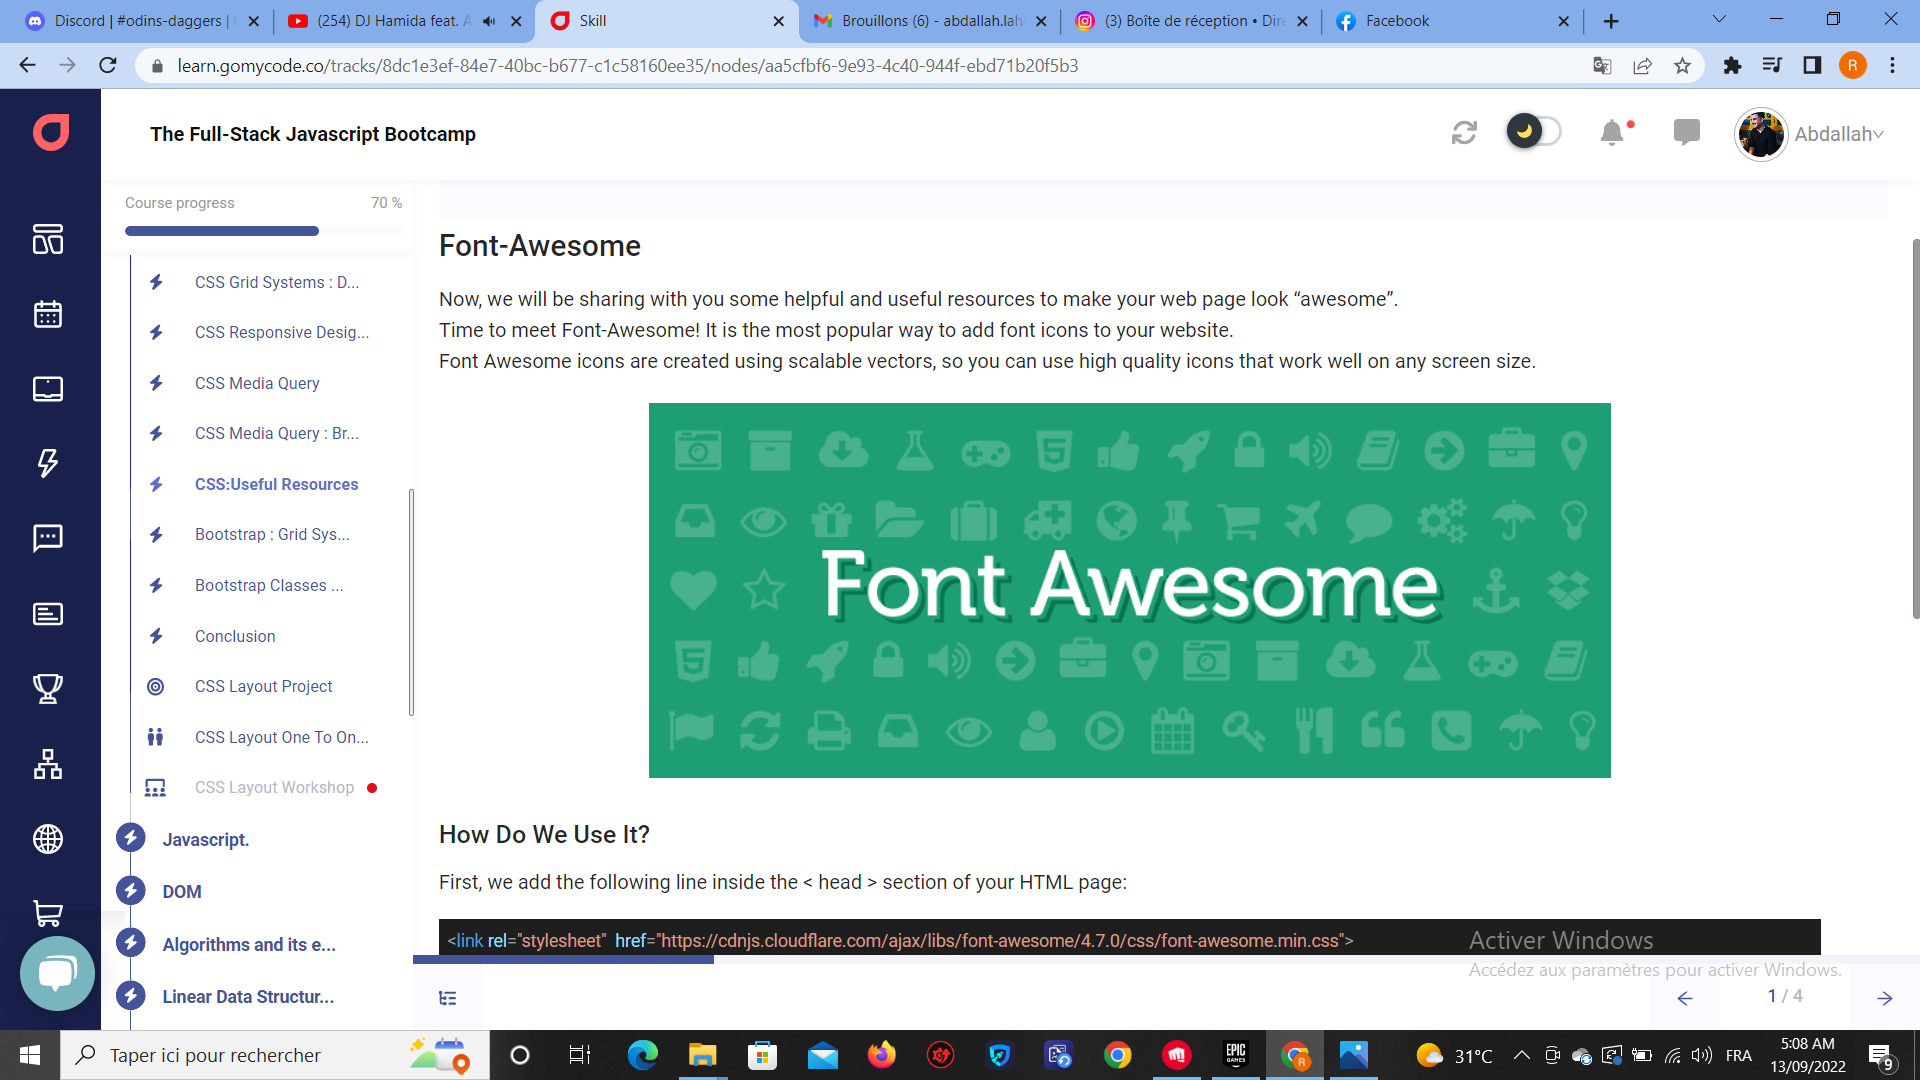 Discord | #odins-daggers |
(254) DJ Hamida feat. A
Skill
Brouillons (6) - abdallah.lah
(3) Boîte de réception • Dire
Facebook
learn.gomycode.co/tracks/8dc1e3ef-84e7-40bc-b677-c1c58160ee35/nodes/aa5cfbf6-9e93-4c40-944f-ebd71b20f5b3
R
The Full-Stack Javascript Bootcamp
Abdallah
Course progress
70 %
CSS Grid Systems : D...
CSS Responsive Desig...
CSS Media Query
CSS Media Query : Br...
CSS:Useful Resources
Bootstrap : Grid Sys...
Bootstrap Classes ...
Conclusion
CSS Layout Project
CSS Layout One To On...
CSS Layout Workshop
Javascript.
DOM
Algorithms and its e...
Linear Data Structur...
Font-Awesome
Now, we will be sharing with you some helpful and useful resources to make your web page look “awesome”.
Time to meet Font-Awesome! It is the most popular way to add font icons to your website.
Font Awesome icons are created using scalable vectors, so you can use high quality icons that work well on any screen size.
Font Awesome
How Do We Use It?
First, we add the following line inside the < head > section of your HTML page:
<link rel="stylesheet" href="https://cdnjs.cloudflare.com/ajax/libs/font-awesome/4.7.0/css/font-awesome.min.css">
Activer Windows
Accédez aux paramètres pour activer Windows.
1 / 4
Taper ici pour rechercher
EPIC
GAMES
R
31°C
FRA
5:08 AM
13/09/2022
9